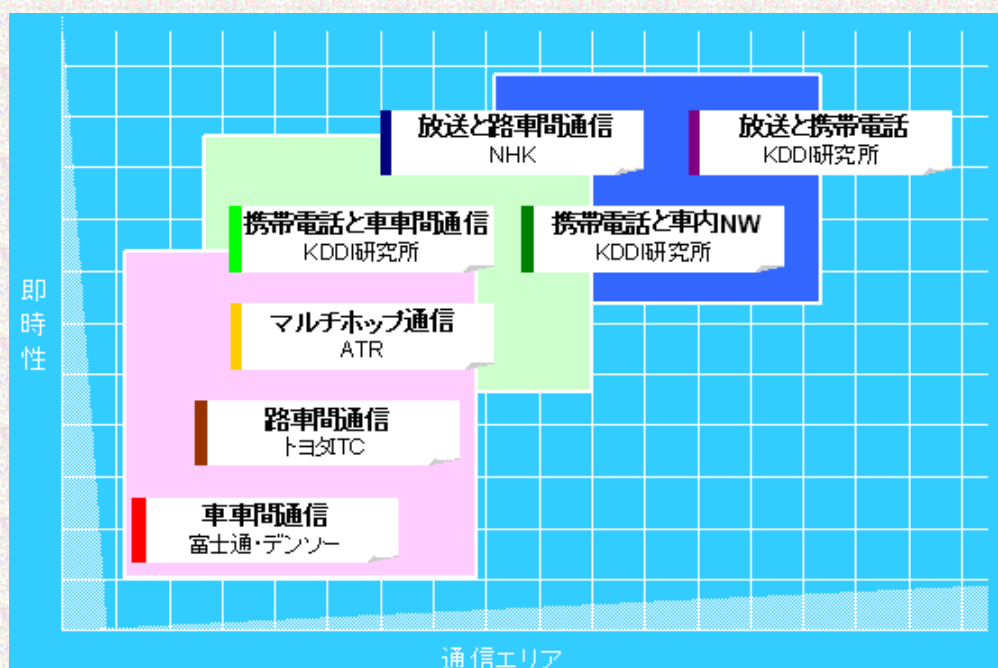 放送と路車間通信
NHK
放送と携帯電話
KDDI研究所
携帯電話と車車間通信
KDDI研究所
携帯電話と車内NW
KDDI研究所
即時性
マルチホップ通信
ATR
路車間通信
トヨタITC
車車間通信
富士通・デンソー
通信エリア